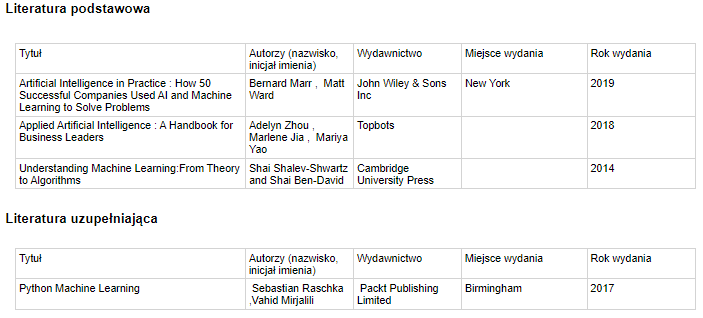 Literatura podstawowa
Tytuł Autorzy (nazwisko, inicjał imienia) Wydawnictwo Miejsce wydania Rok wydania
Artificial Intelligence in Practice : How 50 Successful Companies Used AI and Machine Learning to Solve Problems Bernard Marr , Matt Ward John Wiley & Sons Inc New York 2019
Applied Artificial Intelligence : A Handbook for Business Leaders Adelyn Zhou , Marlene Jia , Mariya Yao Topbots 2018
Understanding Machine Learning:From Theory to Algorithms Shai Shalev-Shwartz and Shai Ben-David Cambridge University Press 2014
Literatura uzupełniająca
Tytuł Autorzy (nazwisko, inicjał imienia) Wydawnictwo Miejsce wydania Rok wydania
Python Machine Learning Sebastian Raschka ,Vahid Mirjalili Packt Publishing Limited Birmingham 2017